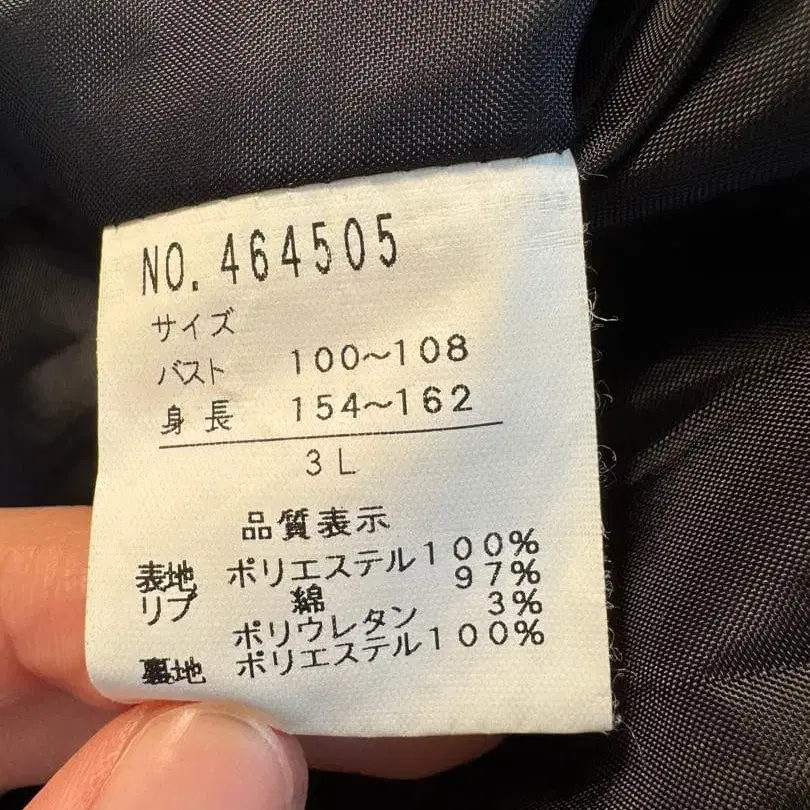 NO.464505
サイズ
バスト 100～108
身長 154～162
3L
品質表示
表地 ポリエステル100%
リブ 綿 97%
ポリウレタン 3%
裏地 ポリエステル100%